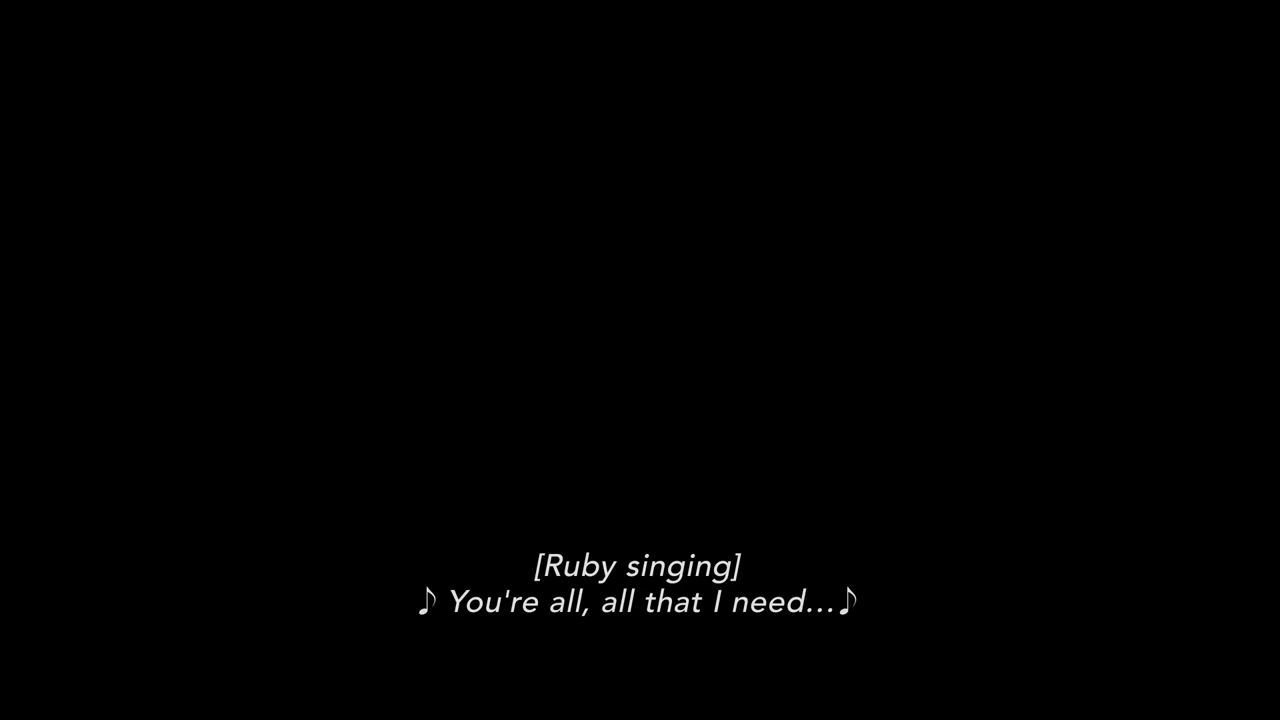 [Ruby singing]
♪ You're all, all that I need...♪